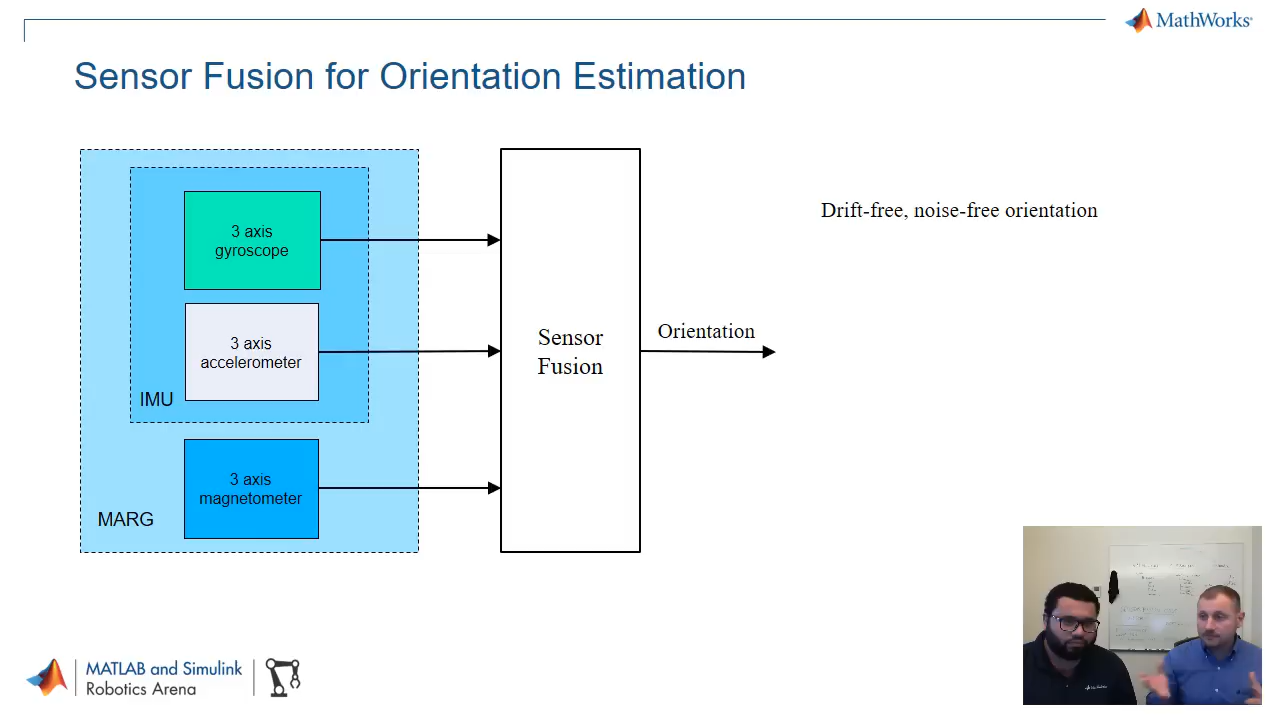 MathWorks
Sensor Fusion for Orientation Estimation
3 axis
gyroscope
3 axis
accelerometer
IMU
3 axis
magnetometer
MARG
Sensor
Fusion
Orientation
Drift-free, noise-free orientation
MATLAB and Simulink
Robotics Arena